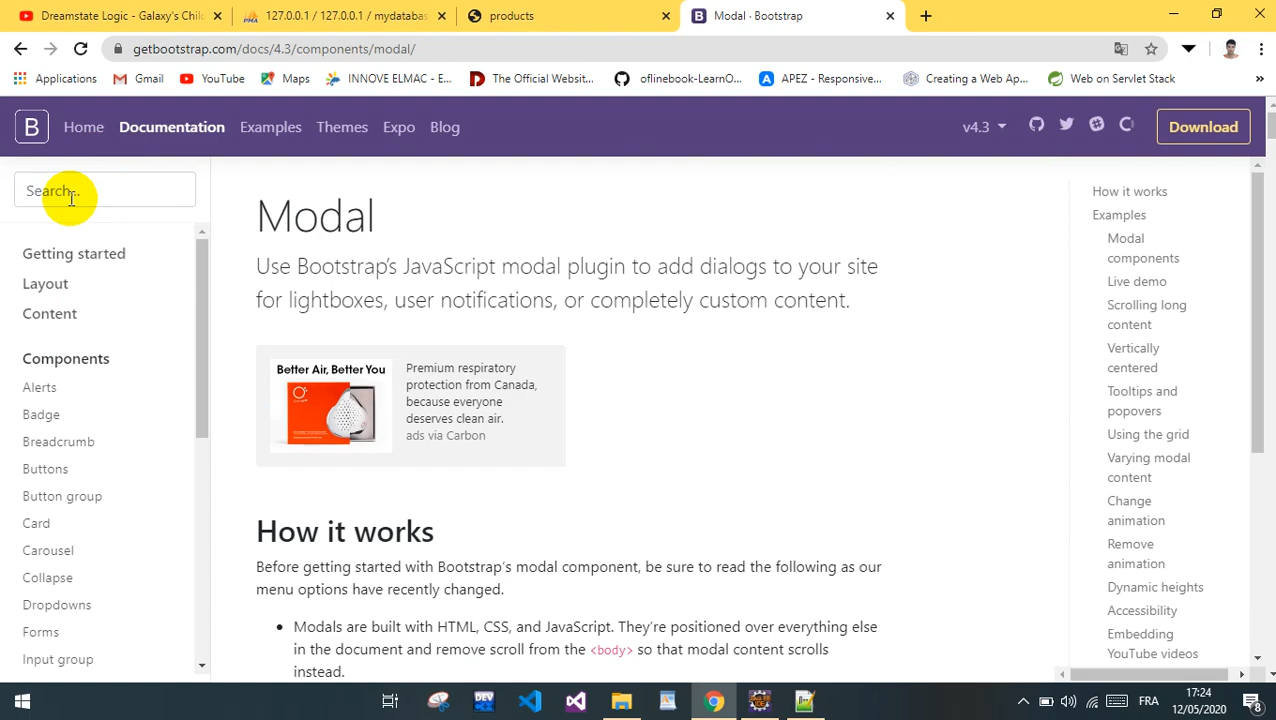 Dreamstate Logic - Galaxy's Chil
127.0.0.1 / 127.0.0.1 / mydatabas
products
Modal · Bootstrap
getbootstrap.com/docs/4.3/components/modal/
Applications
Gmail
YouTube
Maps
INNOVE ELMAC - E...
The Official Websit...
oflinebook-LearnO...
APEZ - Responsive...
Creating a Web Ap...
Web on Servlet Stack
»
B
Home
Documentation
Examples
Themes
Expo
Blog
v4.3
Download
Search...
Getting started
Layout
Content
Components
Alerts
Badge
Breadcrumb
Buttons
Button group
Card
Carousel
Collapse
Dropdowns
Forms
Input group
Modal
Use Bootstrap's JavaScript modal plugin to add dialogs to your site
for lightboxes, user notifications, or completely custom content.
Better Air, Better You
Premium respiratory
protection from Canada,
because everyone
deserves clean air.
ads via Carbon
How it works
Before getting started with Bootstrap's modal component, be sure to read the following as our
menu options have recently changed.
• Modals are built with HTML, CSS, and JavaScript. They're positioned over everything else
in the document and remove scroll from the <body> so that modal content scrolls
instead.
How it works
Examples
Modal
components
Live demo
Scrolling long
content
Vertically
centered
Tooltips and
popovers
Using the grid
Varying modal
content
Change
animation
Remove
animation
Dynamic heights
Accessibility
Embedding
YouTube videos
FRA
17:24
12/05/2020
8